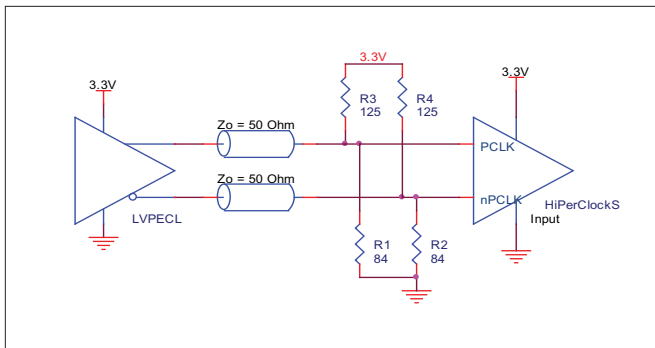 3.3V
3.3V
3.3V
R3
125
R4
125
Zo = 50 Ohm
PCLK
Zo = 50 Ohm
nPCLK
HiPerClockS
Input
LVPECL
R1
84
R2
84